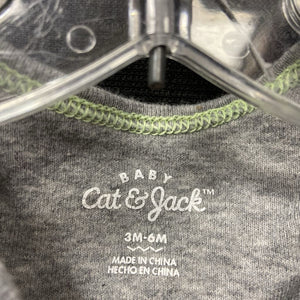 BABY
Cat & Jack™
3M-6M
MADE IN CHINA
HECHO EN CHINA